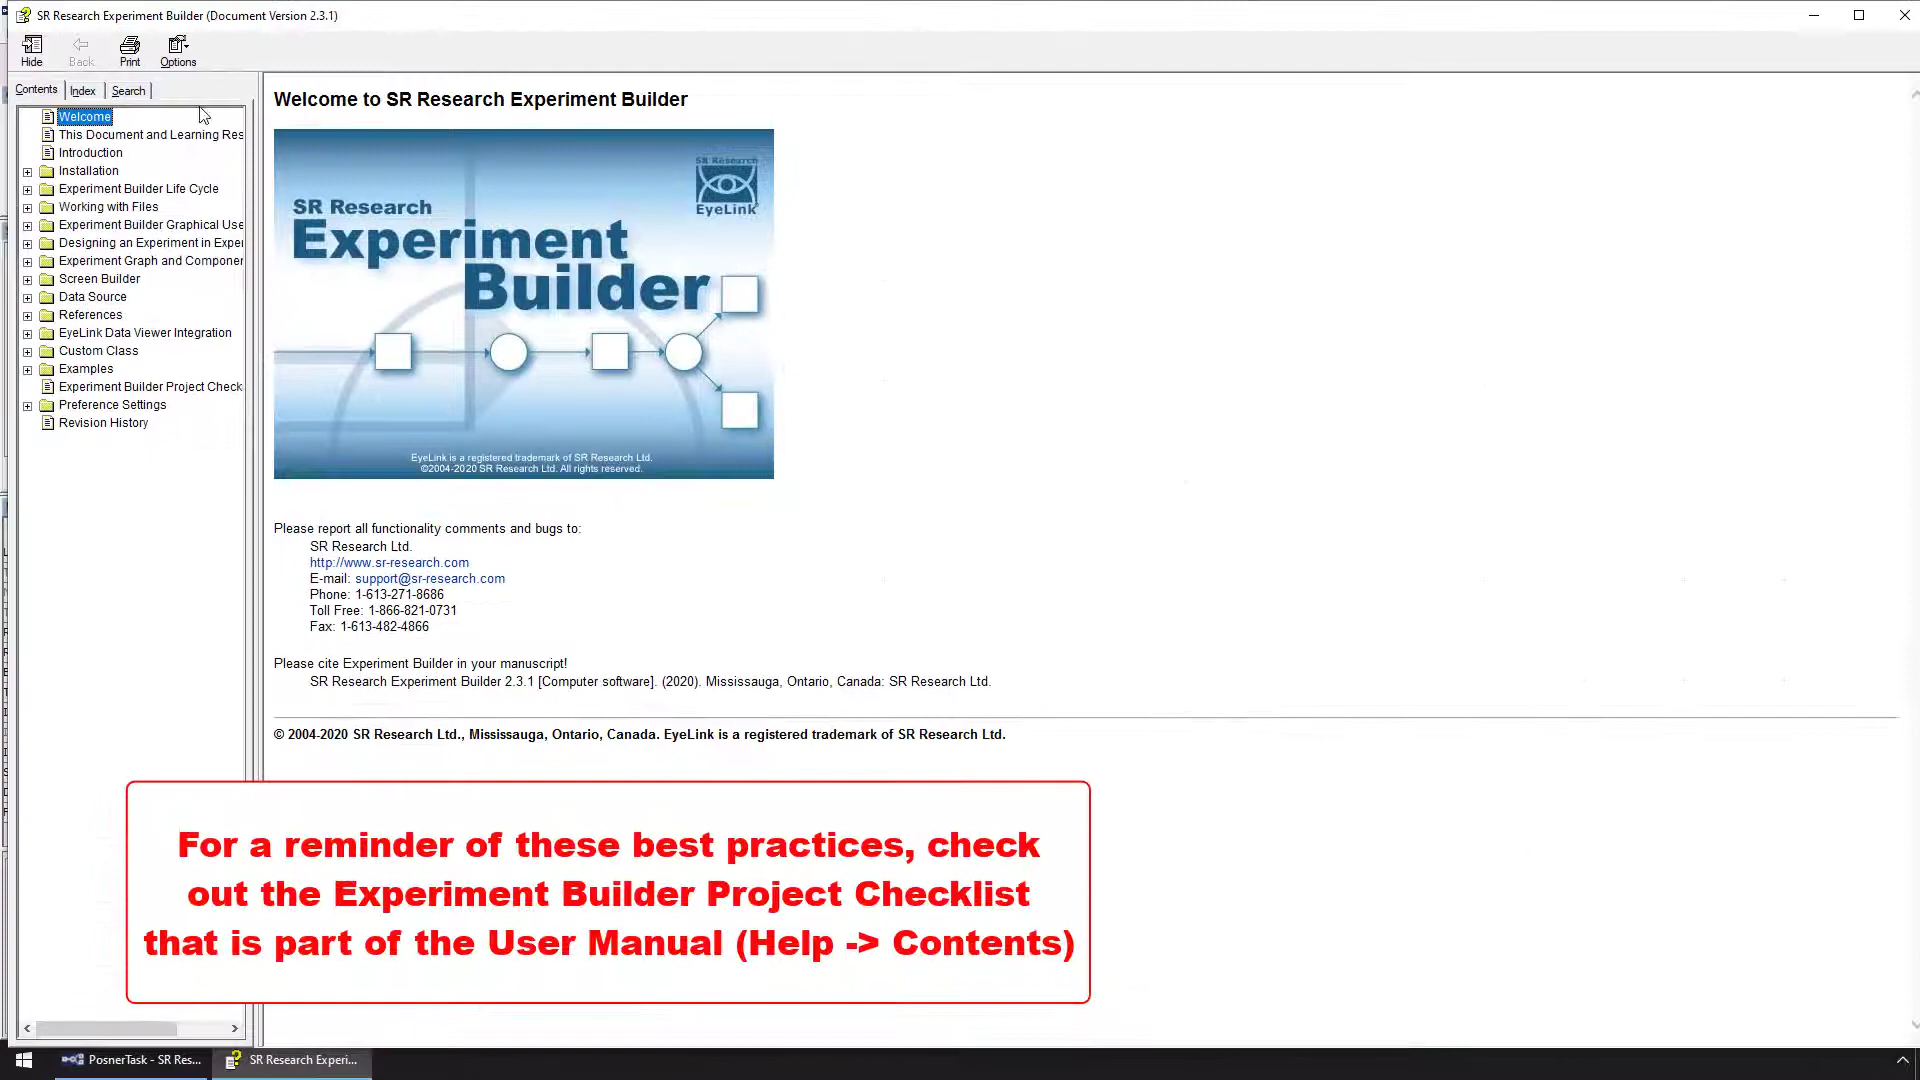 SR Research Experiment Builder (Document Version 2.3.1)
Hide
Back
Print
Options
Contents
Index
Search
Welcome
This Document and Learning Res
Introduction
Installation
Experiment Builder Life Cycle
Working with Files
Experiment Builder Graphical Use
Designing an Experiment in Exper
Experiment Graph and Componer
Screen Builder
Data Source
References
EyeLink Data Viewer Integration
Custom Class
Examples
Experiment Builder Project Check
Preference Settings
Revision History
Welcome to SR Research Experiment Builder
SR Research
EyeLink
SR Research
Experiment
Builder
EyeLink is a registered trademark of SR Research Ltd.
©2004-2020 SR Research Ltd. All rights reserved.
Please report all functionality comments and bugs to:
SR Research Ltd.
http://www.sr-research.com
E-mail: support@sr-research.com
Phone: 1-613-271-8686
Toll Free: 1-866-821-0731
Fax: 1-613-482-4866
Please cite Experiment Builder in your manuscript!
SR Research Experiment Builder 2.3.1 [Computer software]. (2020). Mississauga, Ontario, Canada: SR Research Ltd.
© 2004-2020 SR Research Ltd., Mississauga, Ontario, Canada. EyeLink is a registered trademark of SR Research Ltd.
For a reminder of these best practices, check
out the Experiment Builder Project Checklist
that is part of the User Manual (Help -> Contents)
PosnerTask - SR Res...
SR Research Experi...